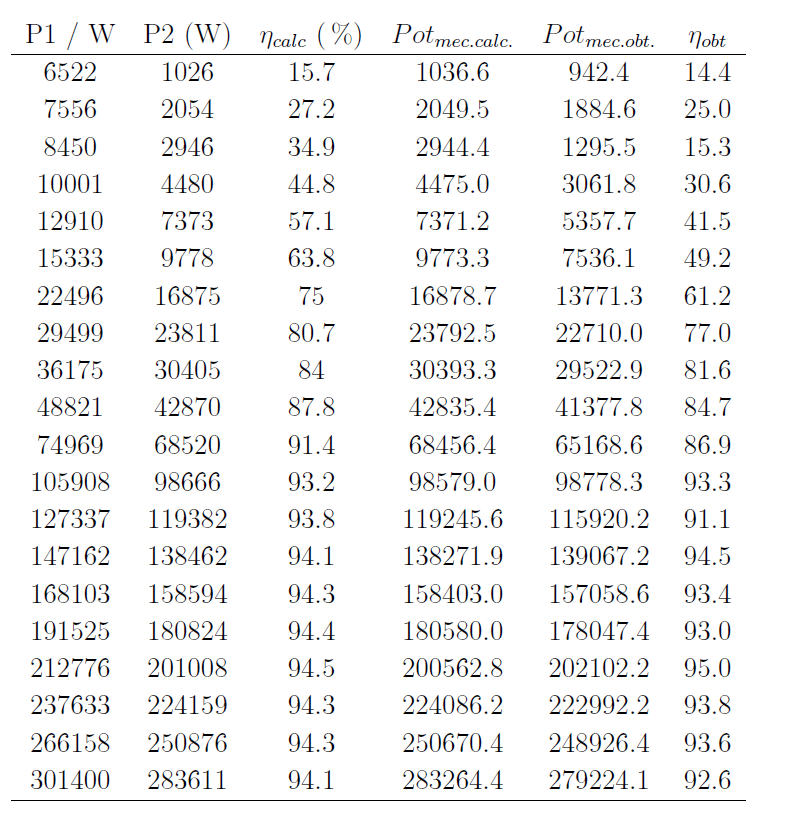 P1 / W P2 (W) η_calc (%) Pot_mec.calc. Pot_mec.obt. η_obt
6522 1026 15.7 1036.6 942.4 14.4
7556 2054 27.2 2049.5 1884.6 25.0
8450 2946 34.9 2944.4 1295.5 15.3
10001 4480 44.8 4475.0 3061.8 30.6
12910 7373 57.1 7371.2 5357.7 41.5
15333 9778 63.8 9773.3 7536.1 49.2
22496 16875 75 16878.7 13771.3 61.2
29499 23811 80.7 23792.5 22710.0 77.0
36175 30405 84 30393.3 29522.9 81.6
48821 42870 87.8 42835.4 41377.8 84.7
74969 68520 91.4 68456.4 65168.6 86.9
105908 98666 93.2 98579.0 98778.3 93.3
127337 119382 93.8 119245.6 115920.2 91.1
147162 138462 94.1 138271.9 139067.2 94.5
168103 158594 94.3 158403.0 157058.6 93.4
191525 180824 94.4 180580.0 178047.4 93.0
212776 201008 94.5 200562.8 202102.2 95.0
237633 224159 94.3 224086.2 222992.2 93.8
266158 250876 94.3 250670.4 248926.4 93.6
301400 283611 94.1 283264.4 279224.1 92.6